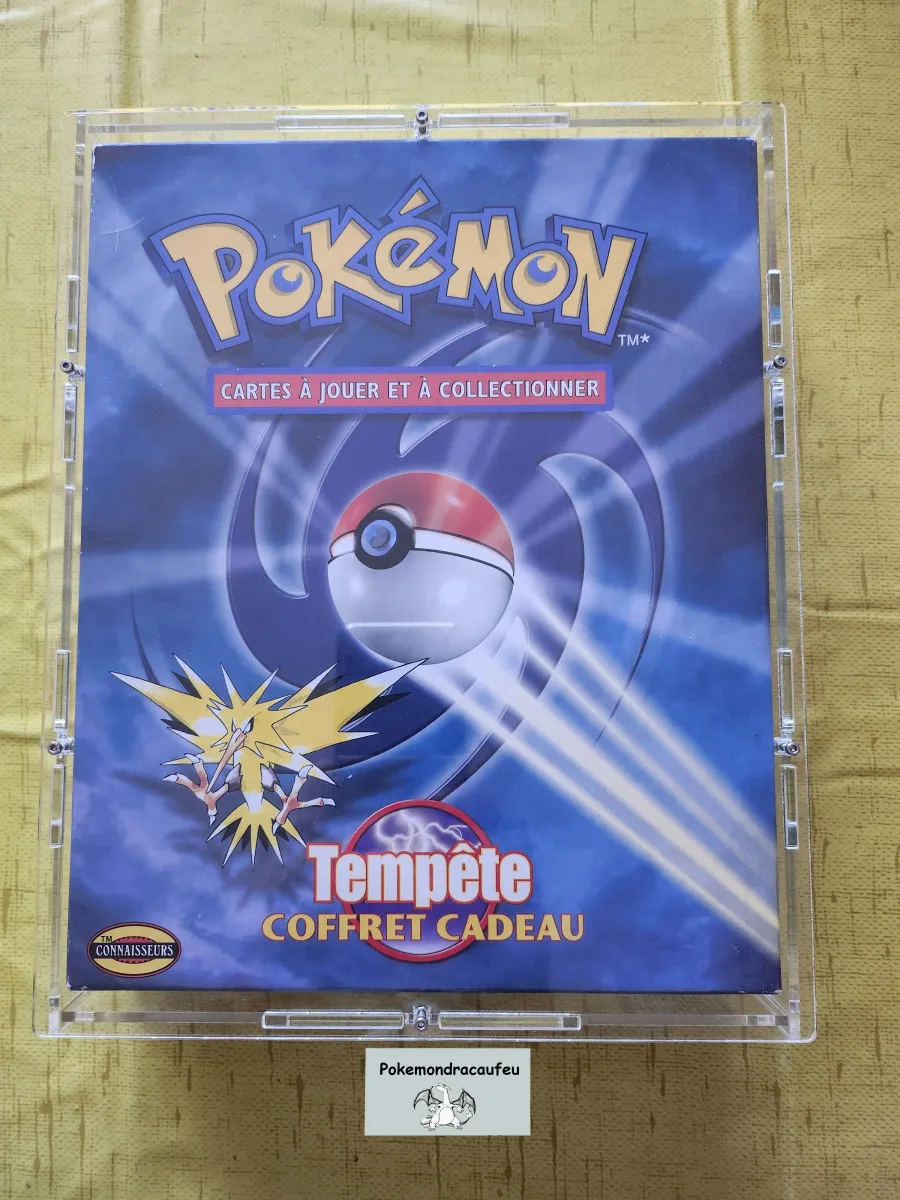 POKéMON
TM*
CARTES À JOUER ET À COLLECTIONNER
Tempête
COFFRET CADEAU
TM
CONNAISSEURS
Pokemondracaufeu